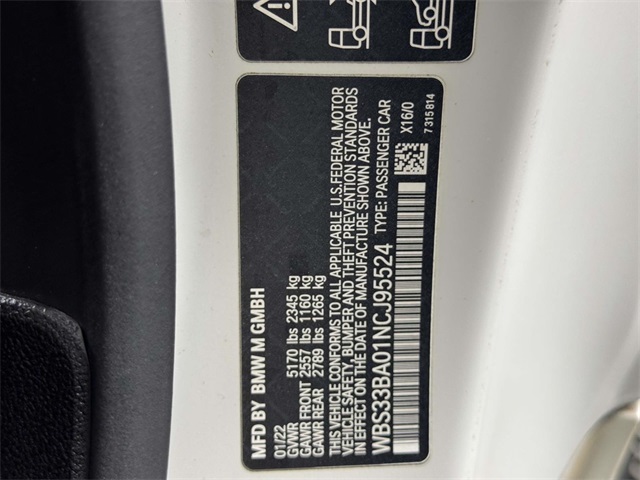 MFD BY BMW M GMBH
01/22
GVWR 5170 lbs 2345 kg
GAWR FRONT 2557 lbs 1160 kg
GAWR REAR 2789 lbs 1265 kg
THIS VEHICLE CONFORMS TO ALL APPLICABLE U.S.FEDERAL MOTOR
VEHICLE SAFETY, BUMPER AND THEFT PREVENTION STANDARDS
IN EFFECT ON THE DATE OF MANUFACTURE SHOWN ABOVE.
WBS33BA01NCJ95524 TYPE: PASSENGER CAR
X16/0
7 315 814